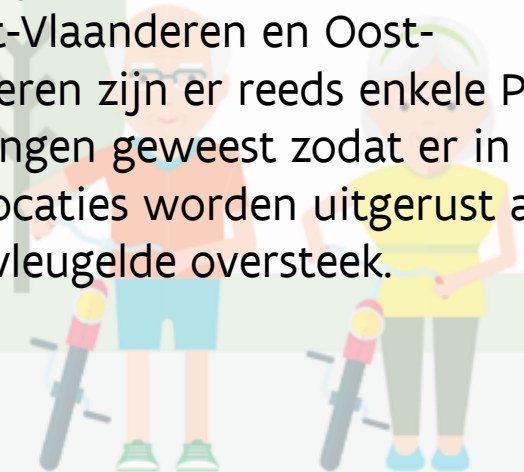 t-Vlaanderen en Oost-
eren zijn er reeds enkele P
ngen geweest zodat er in
ocaties worden uitgerust a
vleugelde oversteek.